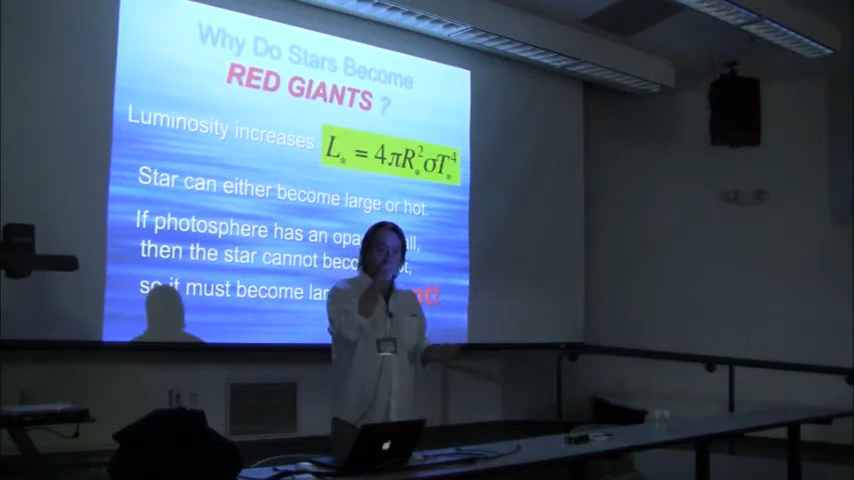 Why Do Stars Become
RED GIANTS ?
Luminosity increases
L* = 4πR*²σT*⁴
Star can either become large or hot.
If photosphere has an
then the star cannot
so it must become